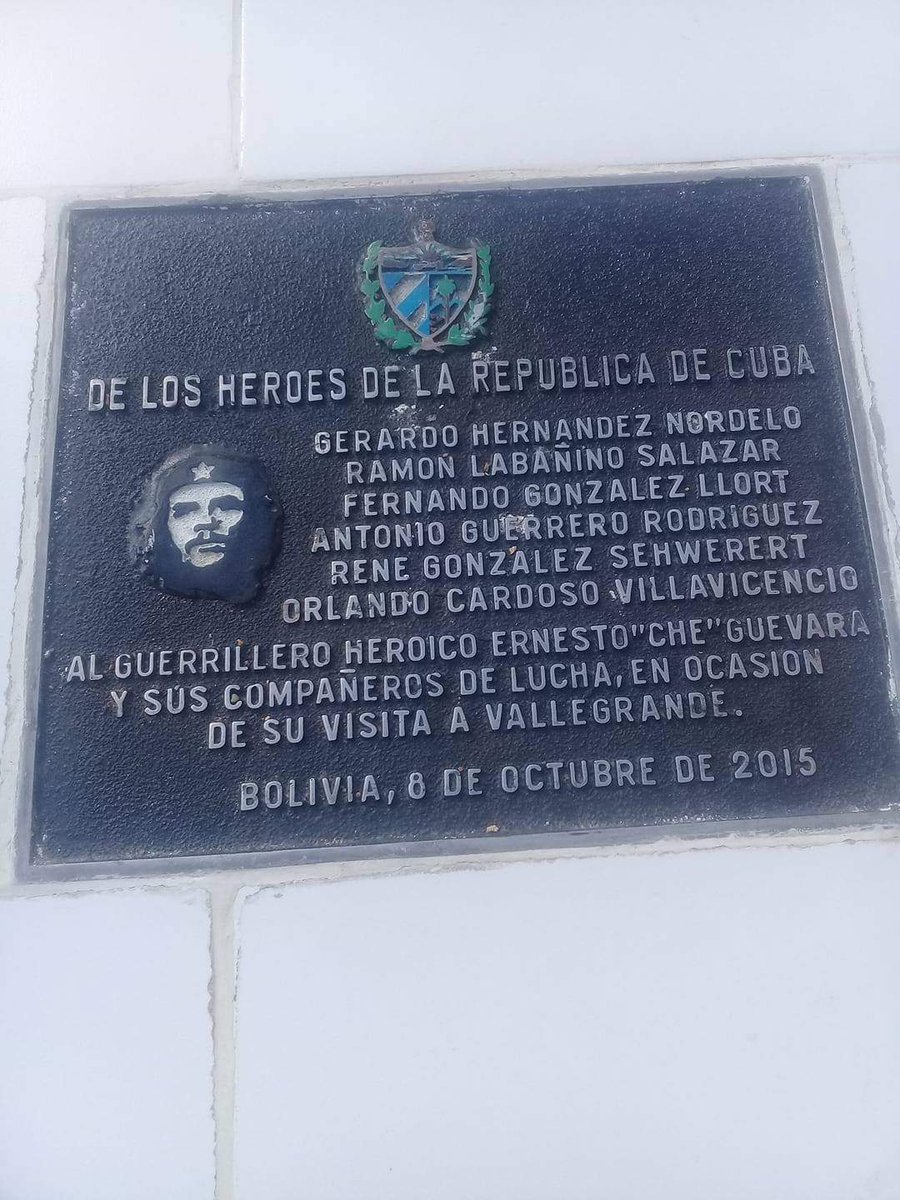 DE LOS HEROES DE LA REPUBLICA DE CUBA
GERARDO HERNANDEZ NORDELO
RAMON LABAÑINO SALAZAR
FERNANDO GONZALEZ LLORT
ANTONIO GUERRERO RODRIGUEZ
RENE GONZALEZ SEHWERERT
ORLANDO CARDOSO VILLAVICENCIO
AL GUERRILLERO HEROICO ERNESTO "CHE" GUEVARA
Y SUS COMPAÑEROS DE LUCHA, EN OCASION
DE SU VISITA A VALLEGRANDE.
BOLIVIA, 8 DE OCTUBRE DE 2015